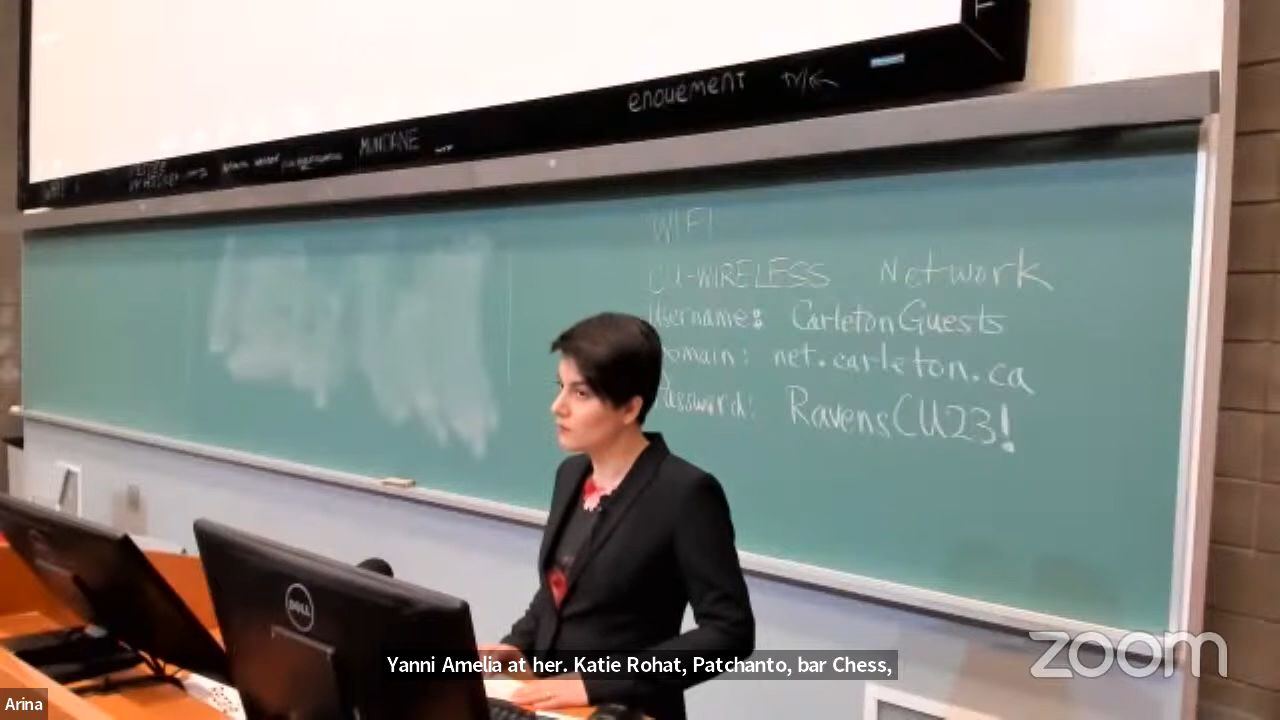 enouement
MUNDANE
WIFI
CU-WIRELESS Network
Username: CarletonGuests
Domain: net.carleton.ca
Password: RavensCU23!
DELL
Yanni Amelia at her. Katie Rohat, Patchanto, bar Chess,
zoom
Arina